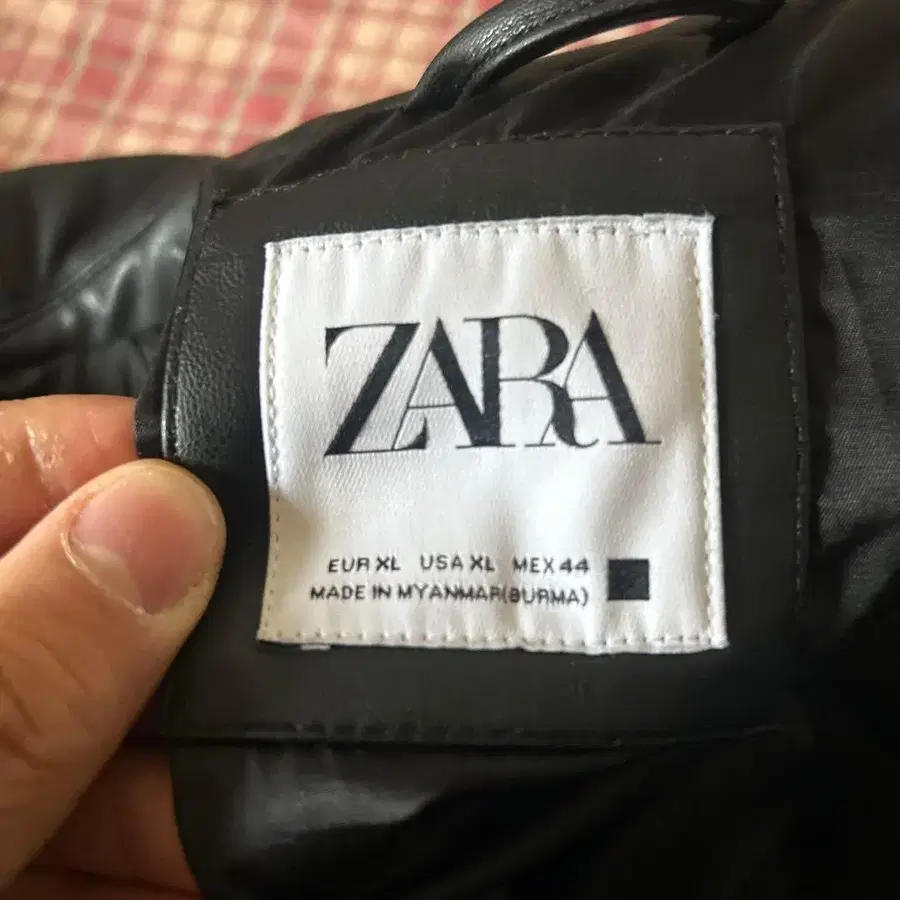 ZARA
EUR XL USA XL MEX 44
MADE IN MYANMAR(BURMA)